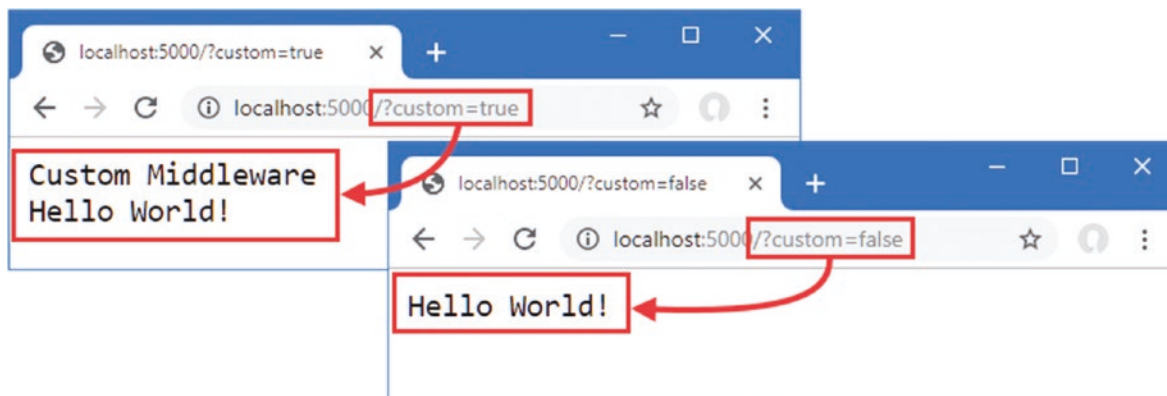 localhost:5000/?custom=true
localhost:5000/?custom=true
Custom Middleware
Hello World!
localhost:5000/?custom=false
localhost:5000/?custom=false
Hello World!